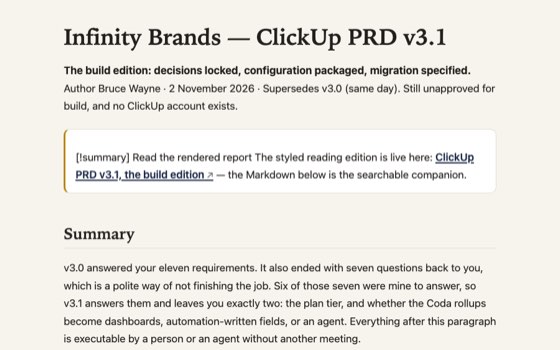 Infinity Brands — ClickUp PRD v3.1
The build edition: decisions locked, configuration packaged, migration specified.
Author Bruce Wayne · 2 November 2026 · Supersedes v3.0 (same day). Still unapproved for
build, and no ClickUp account exists.
[!summary] Read the rendered report The styled reading edition is live here: ClickUp
PRD v3.1, the build edition ↗ — the Markdown below is the searchable companion.
Summary
v3.0 answered your eleven requirements. It also ended with seven questions back to you,
which is a polite way of not finishing the job. Six of those seven were mine to answer, so
v3.1 answers them and leaves you exactly two: the plan tier, and whether the Coda rollups
become dashboards, automation-written fields, or an agent. Everything after this paragraph
is executable by a person or an agent without another meeting.